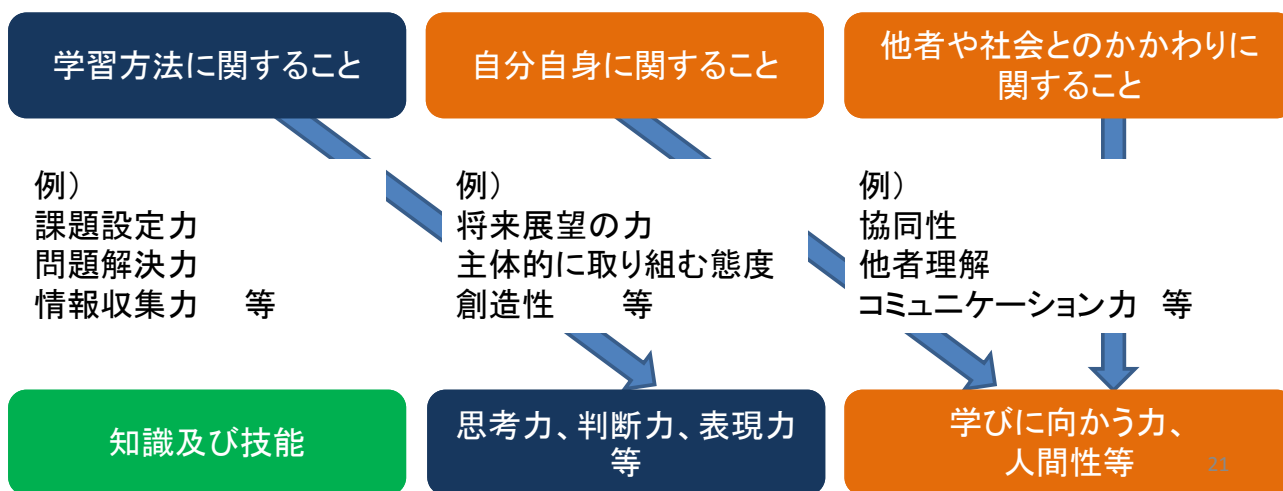 学習方法に関すること
自分自身に関すること
他者や社会とのかかわりに
関すること
例）
課題設定力
問題解決力
情報収集力　等
例）
将来展望の力
主体的に取り組む態度
創造性　等
例）
協同性
他者理解
コミュニケーション力　等
知識及び技能
思考力、判断力、表現力
等
学びに向かう力、
人間性等
21